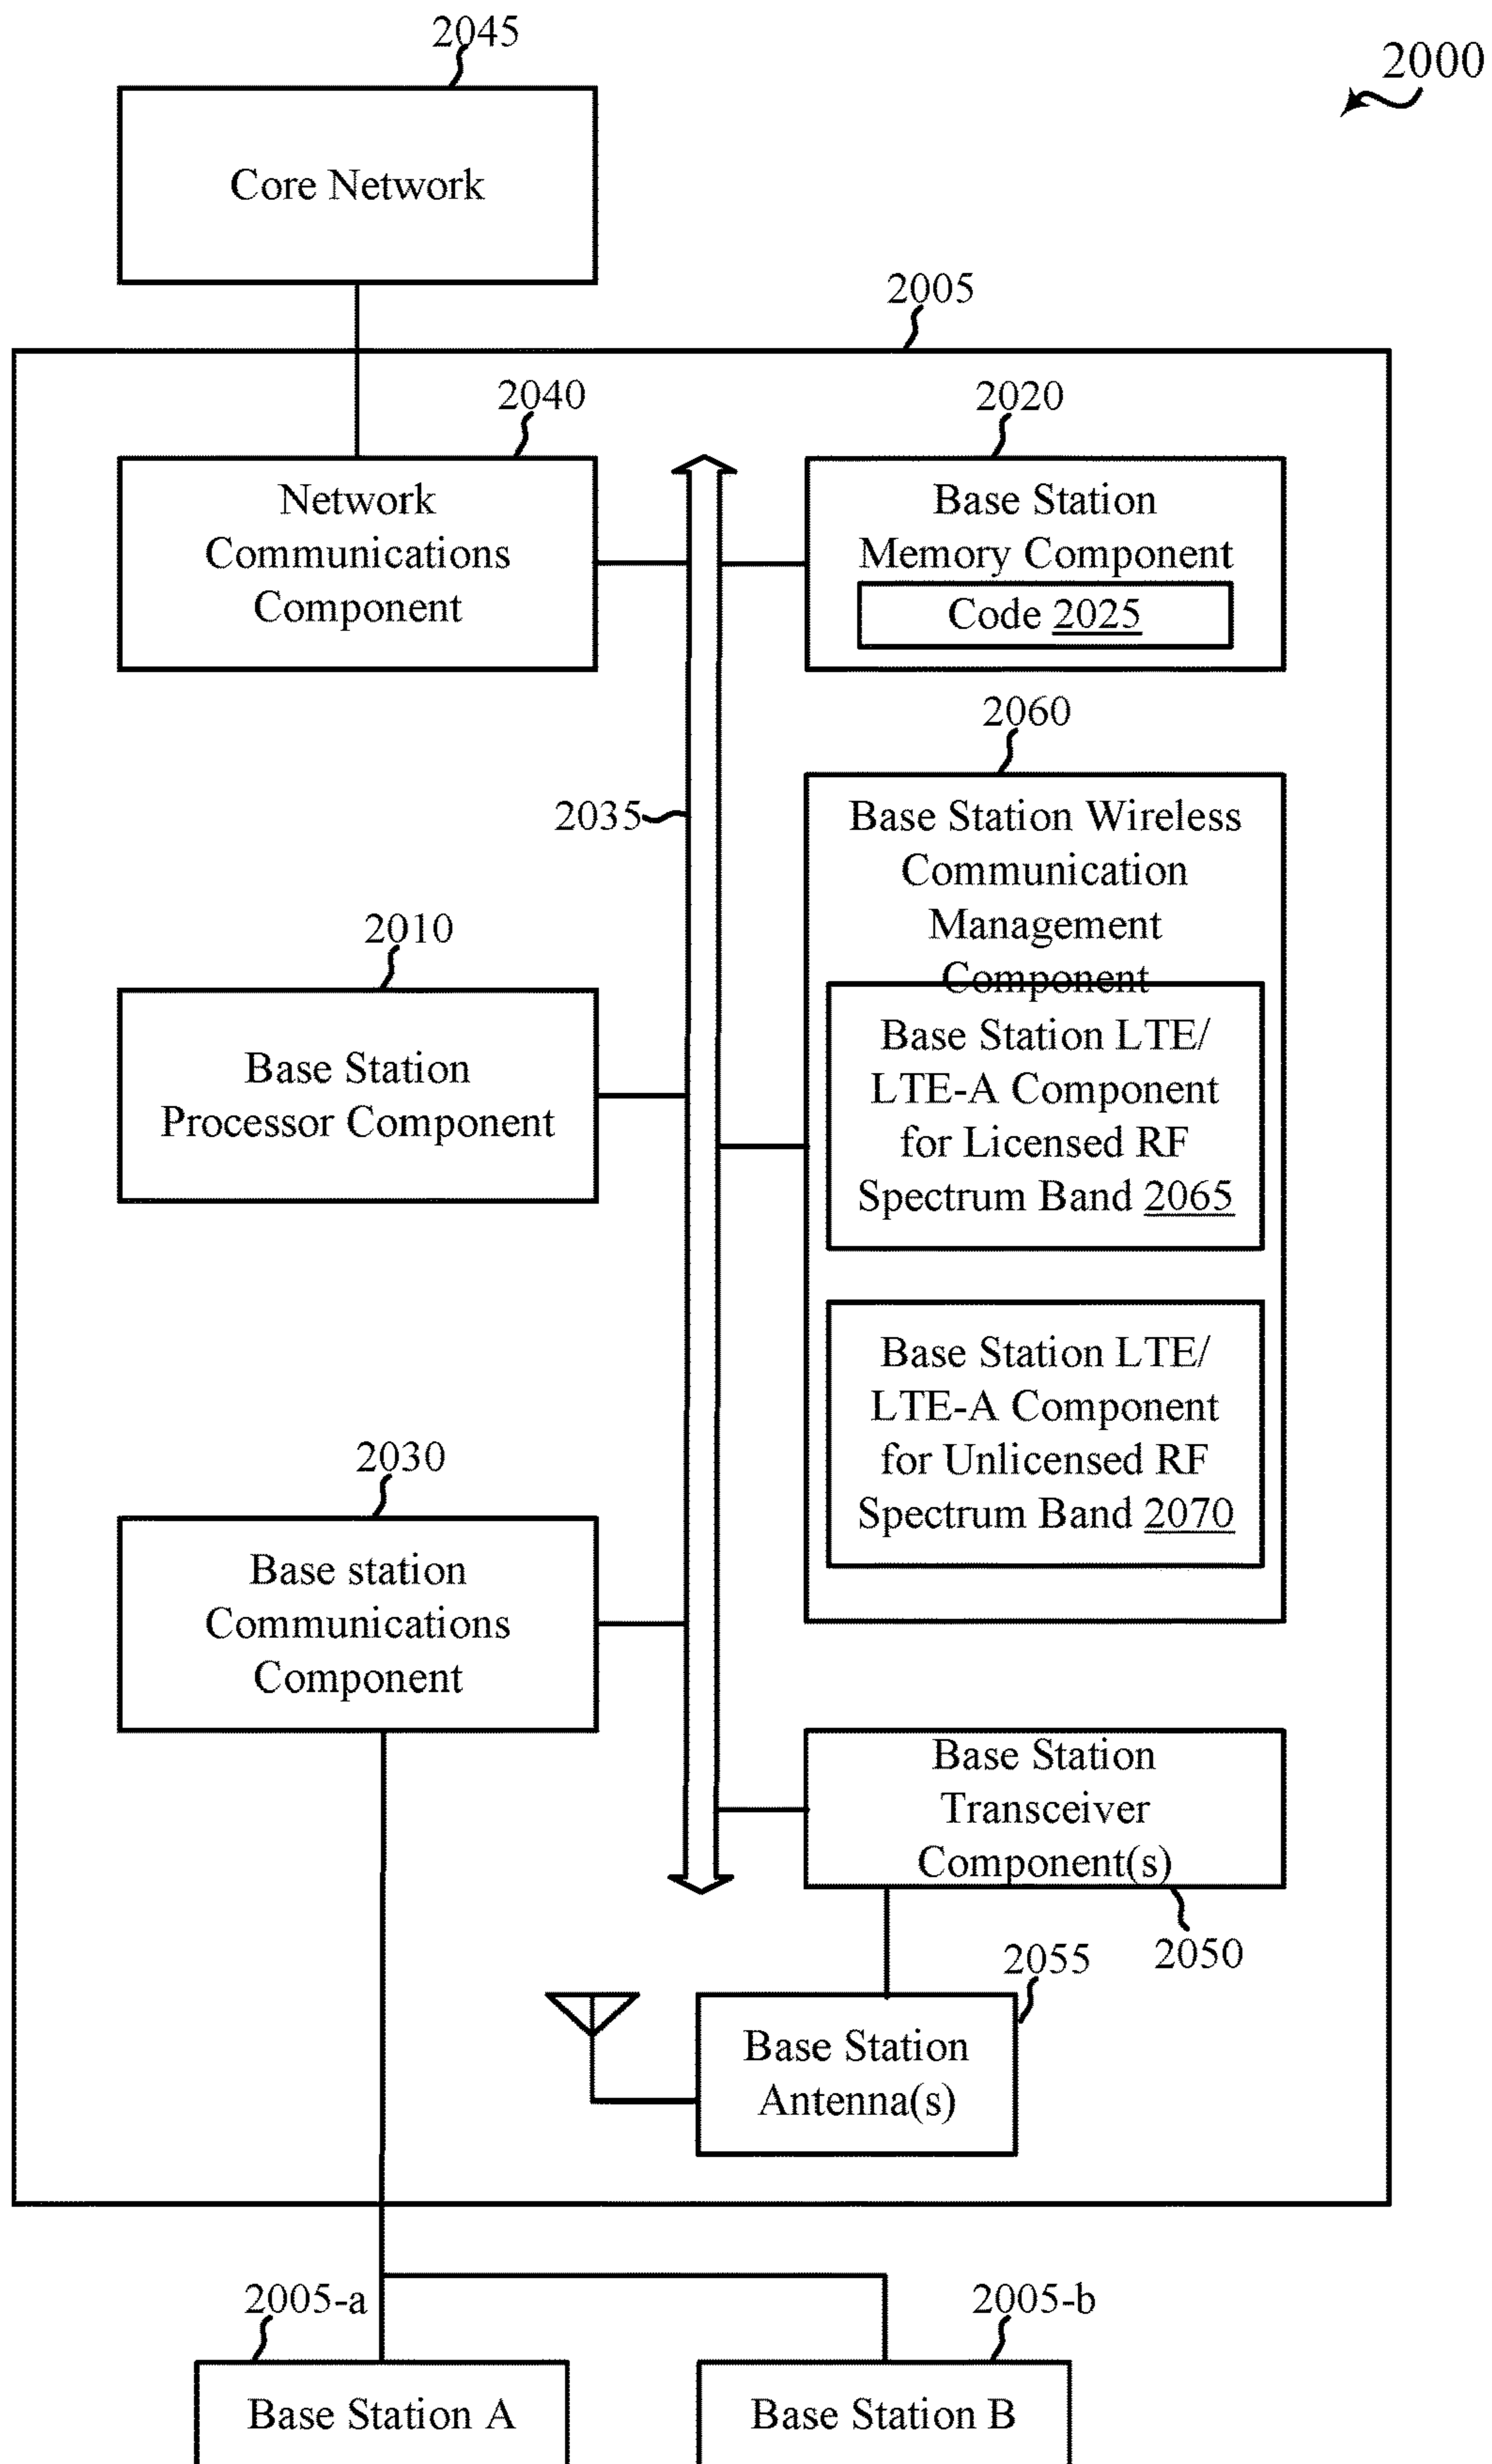 2045
2000
Core Network
2005
2040
2020
Network
Communications
Component
Base Station
Memory Component
Code 2025
2060
2035
Base Station Wireless
Communication
Management
Component
2010
Base Station
Processor Component
Base Station LTE/
LTE-A Component
for Licensed RF
Spectrum Band 2065
Base Station LTE/
LTE-A Component
for Unlicensed RF
Spectrum Band 2070
2030
Base station
Communications
Component
Base Station
Transceiver
Component(s)
2050
2055
Base Station
Antenna(s)
2005-a
2005-b
Base Station A
Base Station B